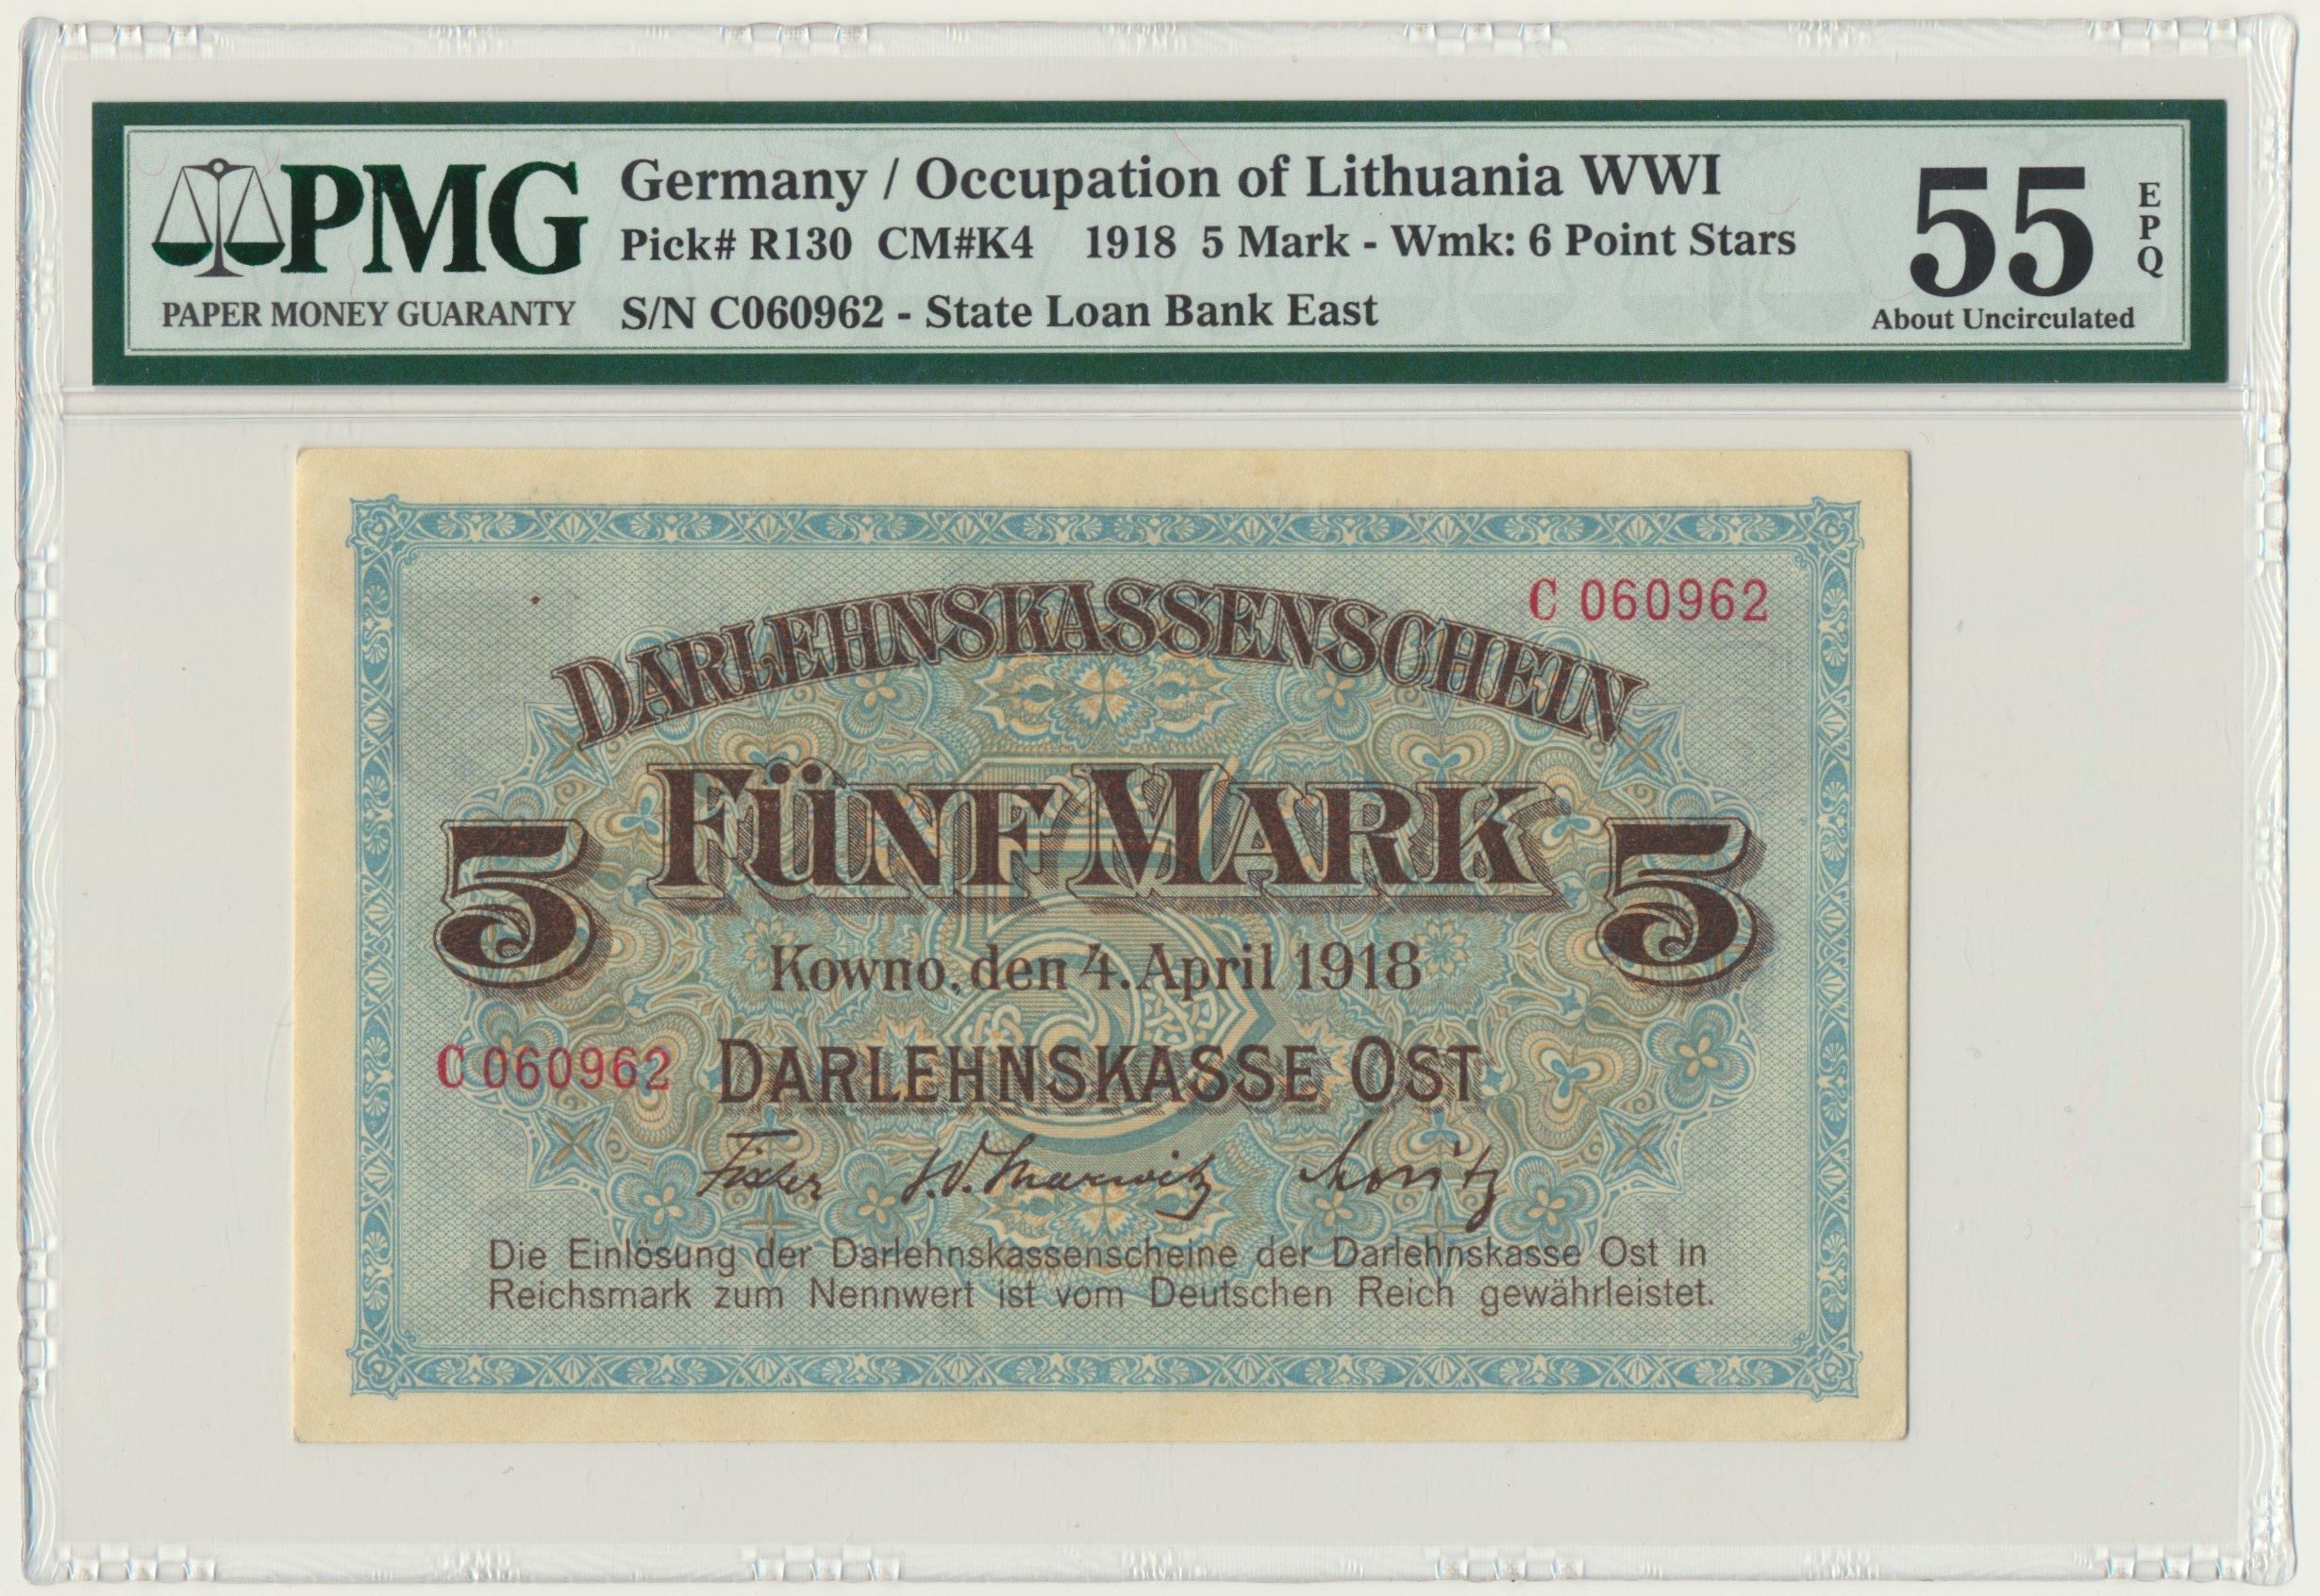 PMG
PAPER MONEY GUARANTY
Germany / Occupation of Lithuania WWI
Pick# R130 CM#K4 1918 5 Mark - Wmk: 6 Point Stars
S/N C060962 - State Loan Bank East
55
EPQ
About Uncirculated
C 060962
DARLEHNSKASSENSCHEIN
5 FÜNF MARK 5
Kowno, den 4. April 1918
C 060962 DARLEHNSKASSE OST
Fischer v. Marwitz Moritz
Die Einlösung der Darlehnskassenscheine der Darlehnskasse Ost in
Reichsmark zum Nennwert ist vom Deutschen Reich gewährleistet.